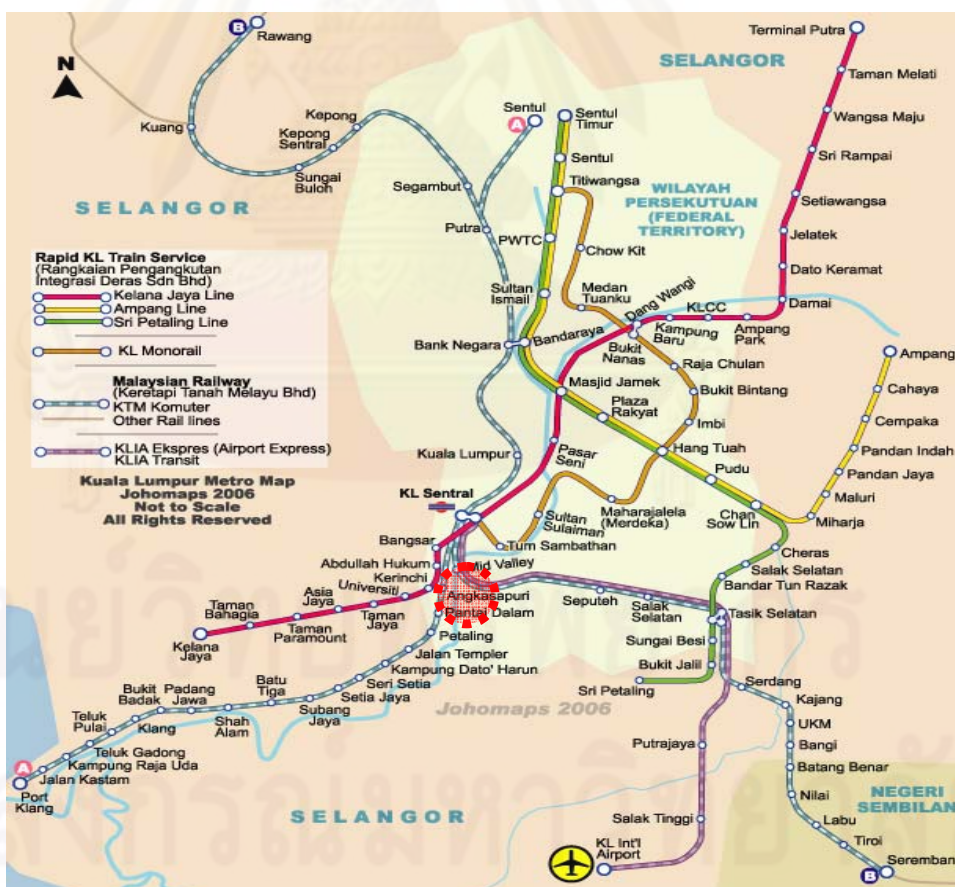 B
Rawang
N
Kuang
Kepong
Kepong
Sentral
Sungai
Buloh
Segambut
Putra
Sentul
A
Sentul
Timur
Sentul
Titiwangsa
PWTC
Sultan
Ismail
Bank Negara
Bandaraya
SELANGOR
Terminal Putra
Taman Melati
Wangsa Maju
Sri Rampai
Setiawangsa
Jelatek
Dato Keramat
Damai
WILAYAH
PERSEKUTUAN
(FEDERAL
TERRITORY)
SELANGOR
Chow Kit
Medan
Tuanku
Dang Wangi
KLCC
Kampung
Baru
Ampang
Park
Bukit
Nanas
Raja Chulan
Bukit Bintang
Imbi
Hang Tuah
Masjid Jamek
Plaza
Rakyat
Pudu
Chan
Sow Lin
Ampang
Cahaya
Cempaka
Pandan Indah
Pandan Jaya
Maluri
Miharja
Rapid KL Train Service
(Rangkaian Pengangkutan
Integrasi Deras Sdn Bhd)
Kelana Jaya Line
Ampang Line
Sri Petaling Line
KL Monorail
Malaysian Railway
(Keretapi Tanah Melayu Bhd)
KTM Komuter
Other Rail lines
KLIA Ekspres (Airport Express)
KLIA Transit
Kuala Lumpur Metro Map
Johomaps 2006
Not to Scale
All Rights Reserved
Kuala Lumpur
Pasar
Seni
KL Sentral
Maharajalela
(Merdeka)
Sultan
Sulaiman
Tum Sambathan
Bangsar
Abdullah Hukum
Kerinchi
Universiti
Mid Valley
Angkasapuri
Pantai Dalam
Petaling
Jalan Templer
Kampung Dato' Harun
Seri Setia
Setia Jaya
Subang
Jaya
Batu
Tiga
Shah
Alam
Padang
Jawa
Bukit
Badak
Klang
Teluk
Pulai
Teluk Gadong
Kampung Raja Uda
Jalan Kastam
A
Port
Klang
Asia
Jaya
Taman
Jaya
Taman
Paramount
Taman
Bahagia
Kelana
Jaya
Cheras
Salak Selatan
Bandar Tun Razak
Seputeh
Salak
Selatan
Tasik Selatan
Sungai Besi
Bukit Jalil
Sri Petaling
Johomaps 2006
Serdang
Kajang
UKM
Bangi
Batang Benar
Nilai
Labu
Tiroi
Seremban
B
Putrajaya
Salak Tinggi
KL Int'l
Airport
SELANGOR
NEGERI
SEMBILAN